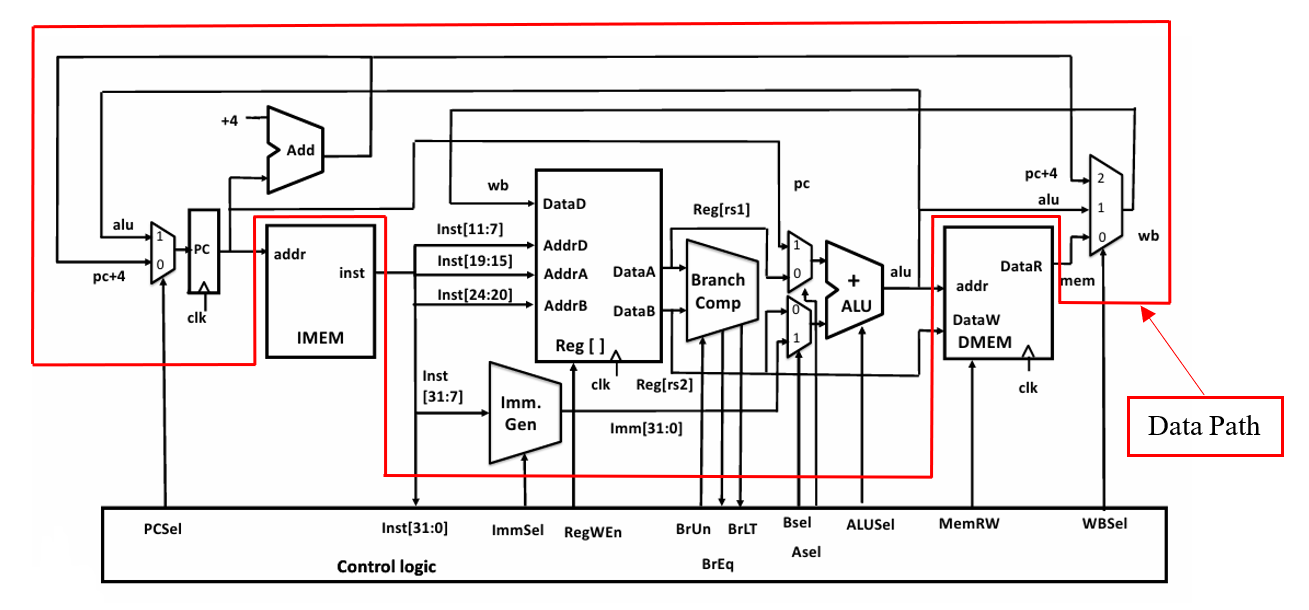 +4
Add
alu
1
0
pc+4
PC
clk
addr
inst
IMEM
wb
Inst[11:7]
Inst[19:15]
Inst[24:20]
DataD
AddrD
AddrA
AddrB
DataA
DataB
Reg [ ]
clk
Inst
[31:7]
Imm.
Gen
Imm[31:0]
Reg[rs1]
Reg[rs2]
Branch
Comp
pc
1
0
0
1
+
ALU
alu
addr
DataR
DataW
DMEM
clk
mem
pc+4
alu
2
1
0
wb
Data Path
PCSel
Inst[31:0]
ImmSel
RegWEn
BrUn
BrEq
BrLT
Bsel
Asel
ALUSel
MemRW
WBSel
Control logic